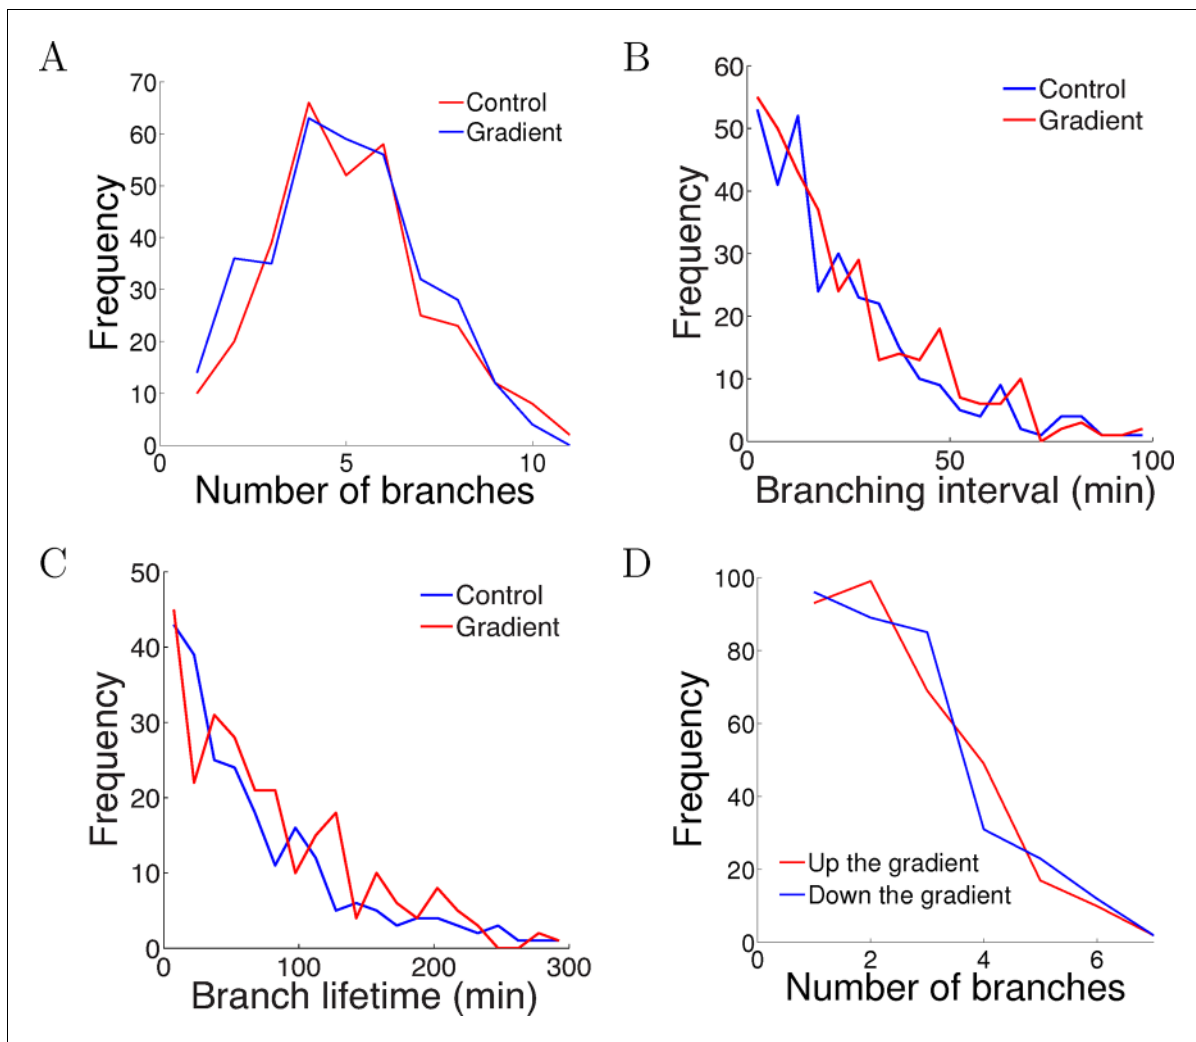 A
70
60
50
40
30
20
10
0
0
5
10
Frequency
Number of branches
Control
Gradient
B
60
50
40
30
20
10
0
0
50
100
Frequency
Branching interval (min)
Control
Gradient
C
50
40
30
20
10
0
0
100
200
300
Frequency
Branch lifetime (min)
Control
Gradient
D
100
80
60
40
20
0
0
2
4
6
Frequency
Number of branches
Up the gradient
Down the gradient